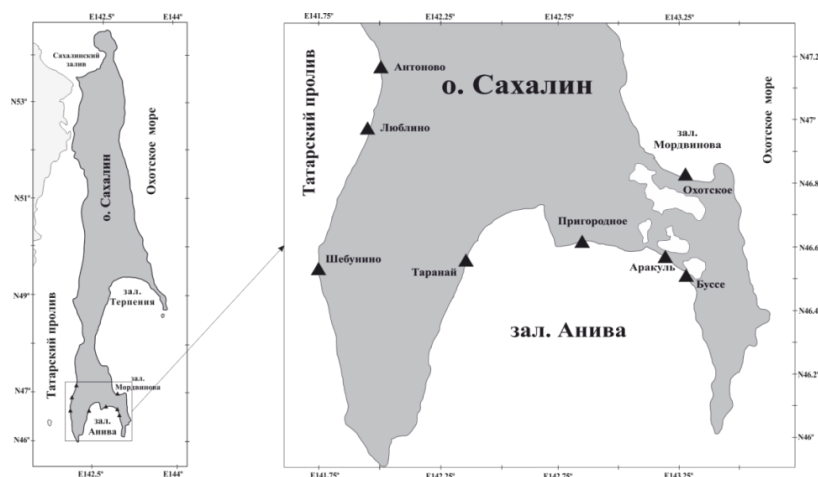 E142.5°
E144°
Сахалинский
залив
N53°
Охотское море
о. Сахалин
N51°
N49°
зал.
Терпения
Татарский пролив
N47°
зал.
Мордвинова
зал.
Анива
N46°
E142.5°
E144°
E141.75°
E142.25°
E142.75°
E143.25°
N47.2°
Антоново
о. Сахалин
Татарский пролив
Люблино
N47°
зал.
Мордвинова
Охотское море
Охотское
N46.8°
Пригородное
N46.6°
Шебунино
Таранай
Аракуль
Буссе
N46.4°
зал. Анива
N46.2°
N46°
E141.75°
E142.25°
E142.75°
E143.25°